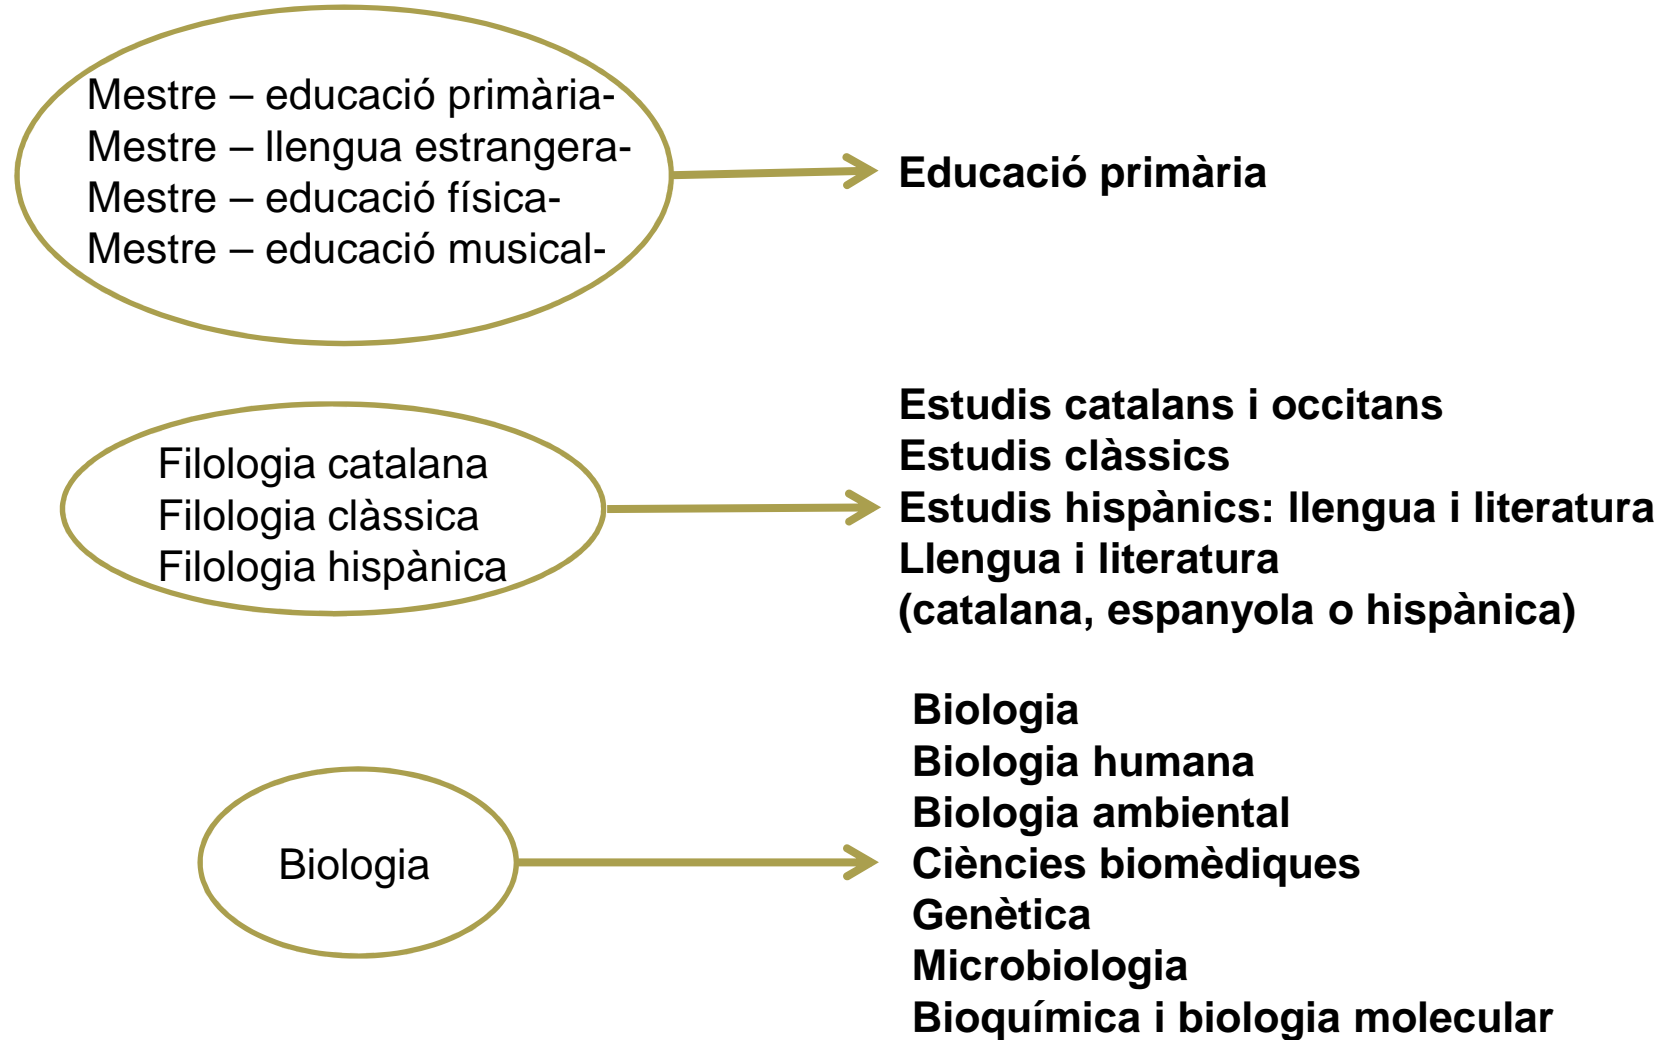 Mestre – educació primària-
Mestre – llengua estrangera-
Mestre – educació física-
Mestre – educació musical-
Educació primària
Filologia catalana
Filologia clàssica
Filologia hispànica
Estudis catalans i occitans
Estudis clàssics
Estudis hispànics: llengua i literatura
Llengua i literatura
(catalana, espanyola o hispànica)
Biologia
Biologia
Biologia humana
Biologia ambiental
Ciències biomèdiques
Genètica
Microbiologia
Bioquímica i biologia molecular